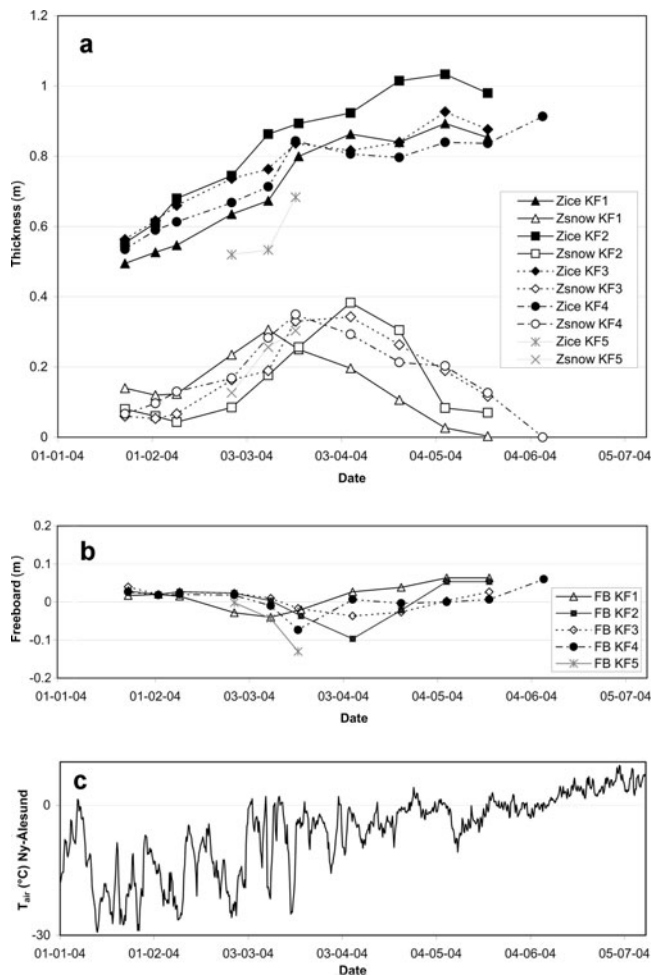 a
1.2
1
0.8
0.6
0.4
0.2
0
Thickness (m)
Zice KF1
Zsnow KF1
Zice KF2
Zsnow KF2
Zice KF3
Zsnow KF3
Zice KF4
Zsnow KF4
Zice KF5
Zsnow KF5
01-01-04 01-02-04 03-03-04 03-04-04 04-05-04 04-06-04 05-07-04
Date
b
0.2
0.1
0
-0.1
-0.2
Freeboard (m)
FB KF1
FB KF2
FB KF3
FB KF4
FB KF5
01-01-04 01-02-04 03-03-04 03-04-04 04-05-04 04-06-04 05-07-04
Date
c
0
-30
Tair (°C) Ny-Ålesund
01-01-04 01-02-04 03-03-04 03-04-04 04-05-04 04-06-04 05-07-04
Date